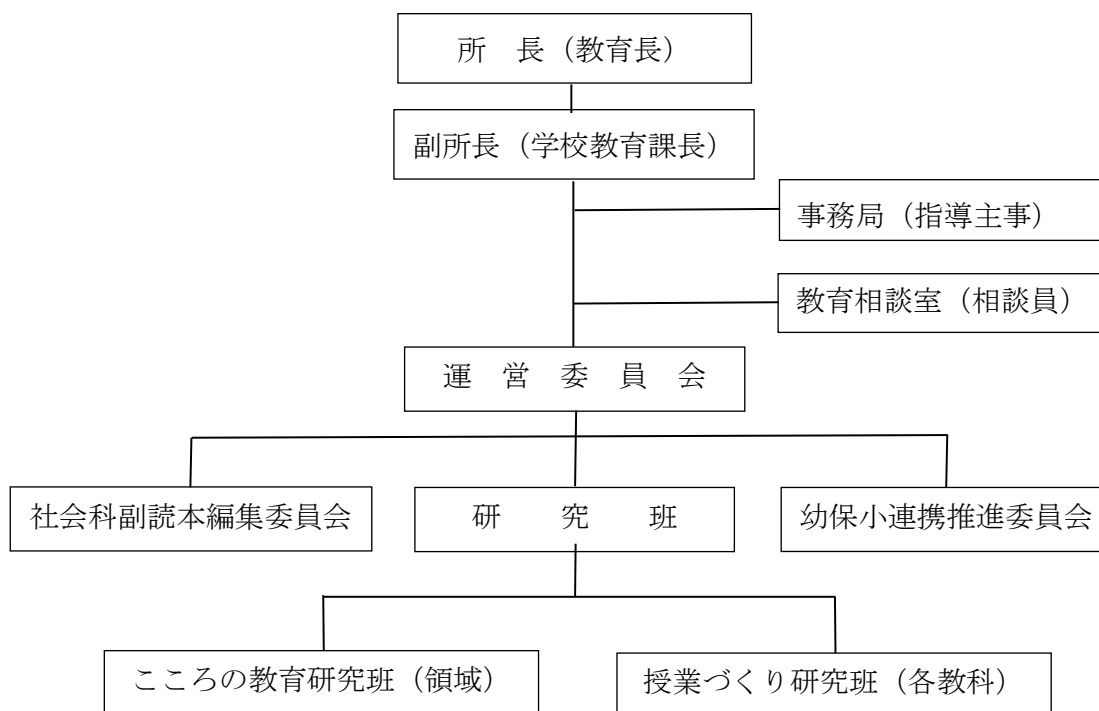 所　長（教育長）
副所長（学校教育課長）
事務局（指導主事）
教育相談室（相談員）
運　営　委　員　会
社会科副読本編集委員会
研　究　班
幼保小連携推進委員会
こころの教育研究班（領域）
授業づくり研究班（各教科）